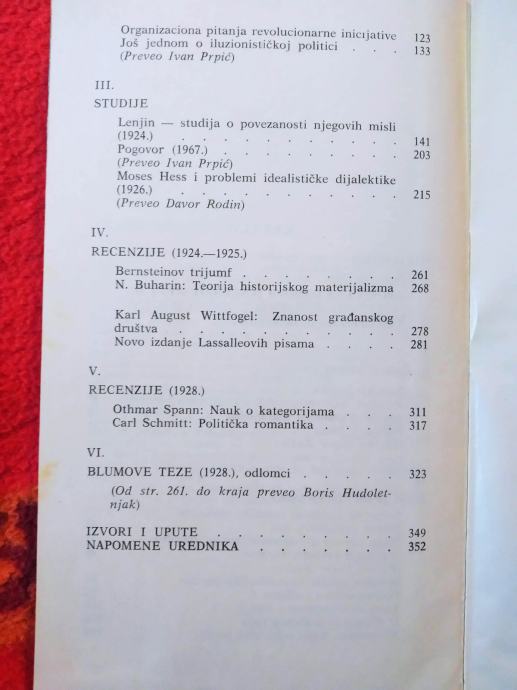 Organizaciona pitanja revolucionarne inicijative 123
Još jednom o iluzionističkoj politici . . . 133
(Preveo Ivan Prpić)
III.
STUDIJE
Lenjin — studija o povezanosti njegovih misli
(1924.) . . . . . . . . . . 141
Pogovor (1967.) . . . . . . . . 203
(Preveo Ivan Prpić)
Moses Hess i problemi idealističke dijalektike
(1926.) . . . . . . . . . . 215
(Preveo Davor Rodin)
IV.
RECENZIJE (1924.—1925.)
Bernsteinov trijumf . . . . . . . 261
N. Buharin: Teorija historijskog materijalizma 268
Karl August Wittfogel: Znanost građanskog
društva . . . . . . . . . . 278
Novo izdanje Lassalleovih pisama . . . . 281
V.
RECENZIJE (1928.)
Othmar Spann: Nauk o kategorijama . . . 311
Carl Schmitt: Politička romantika . . . . 317
VI.
BLUMOVE TEZE (1928.), odlomci . . . . . 323
(Od str. 261. do kraja preveo Boris Hudolet-
njak)
IZVORI I UPUTE . . . . . . . . 349
NAPOMENE UREDNIKA . . . . . . 352